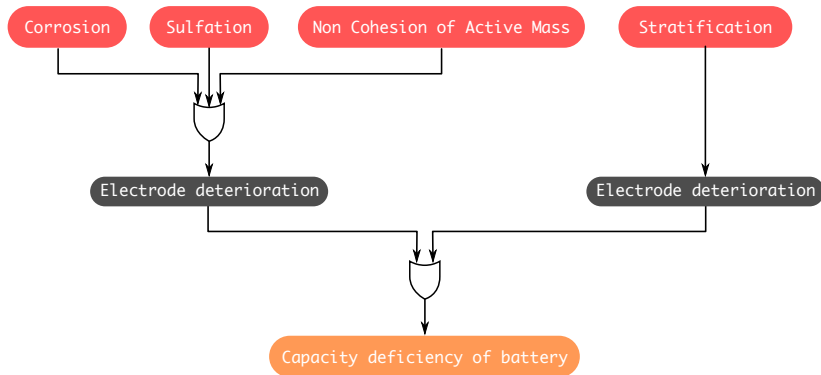 Corrosion
Sulfation
Non Cohesion of Active Mass
Stratification
Electrode deterioration
Electrode deterioration
Capacity deficiency of battery